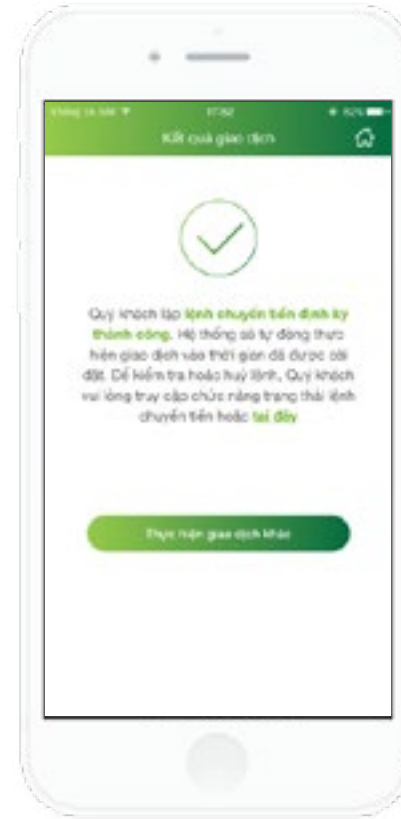 17:52 82%
Kết quả giao dịch
Quý khách lập lệnh chuyển tiền định kỳ
thành công. Hệ thống sẽ tự động thực
hiện giao dịch vào thời gian đã được cài
đặt. Để kiểm tra hoặc huỷ lệnh, Quý khách
vui lòng truy cập chức năng trạng thái lệnh
chuyển tiền hoặc tại đây
Thực hiện giao dịch khác